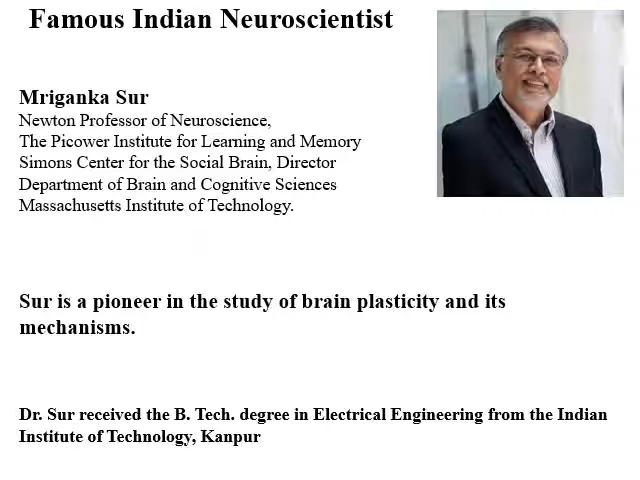 Famous Indian Neuroscientist
Mriganka Sur
Newton Professor of Neuroscience,
The Picower Institute for Learning and Memory
Simons Center for the Social Brain, Director
Department of Brain and Cognitive Sciences
Massachusetts Institute of Technology.
Sur is a pioneer in the study of brain plasticity and its
mechanisms.
Dr. Sur received the B. Tech. degree in Electrical Engineering from the Indian
Institute of Technology, Kanpur